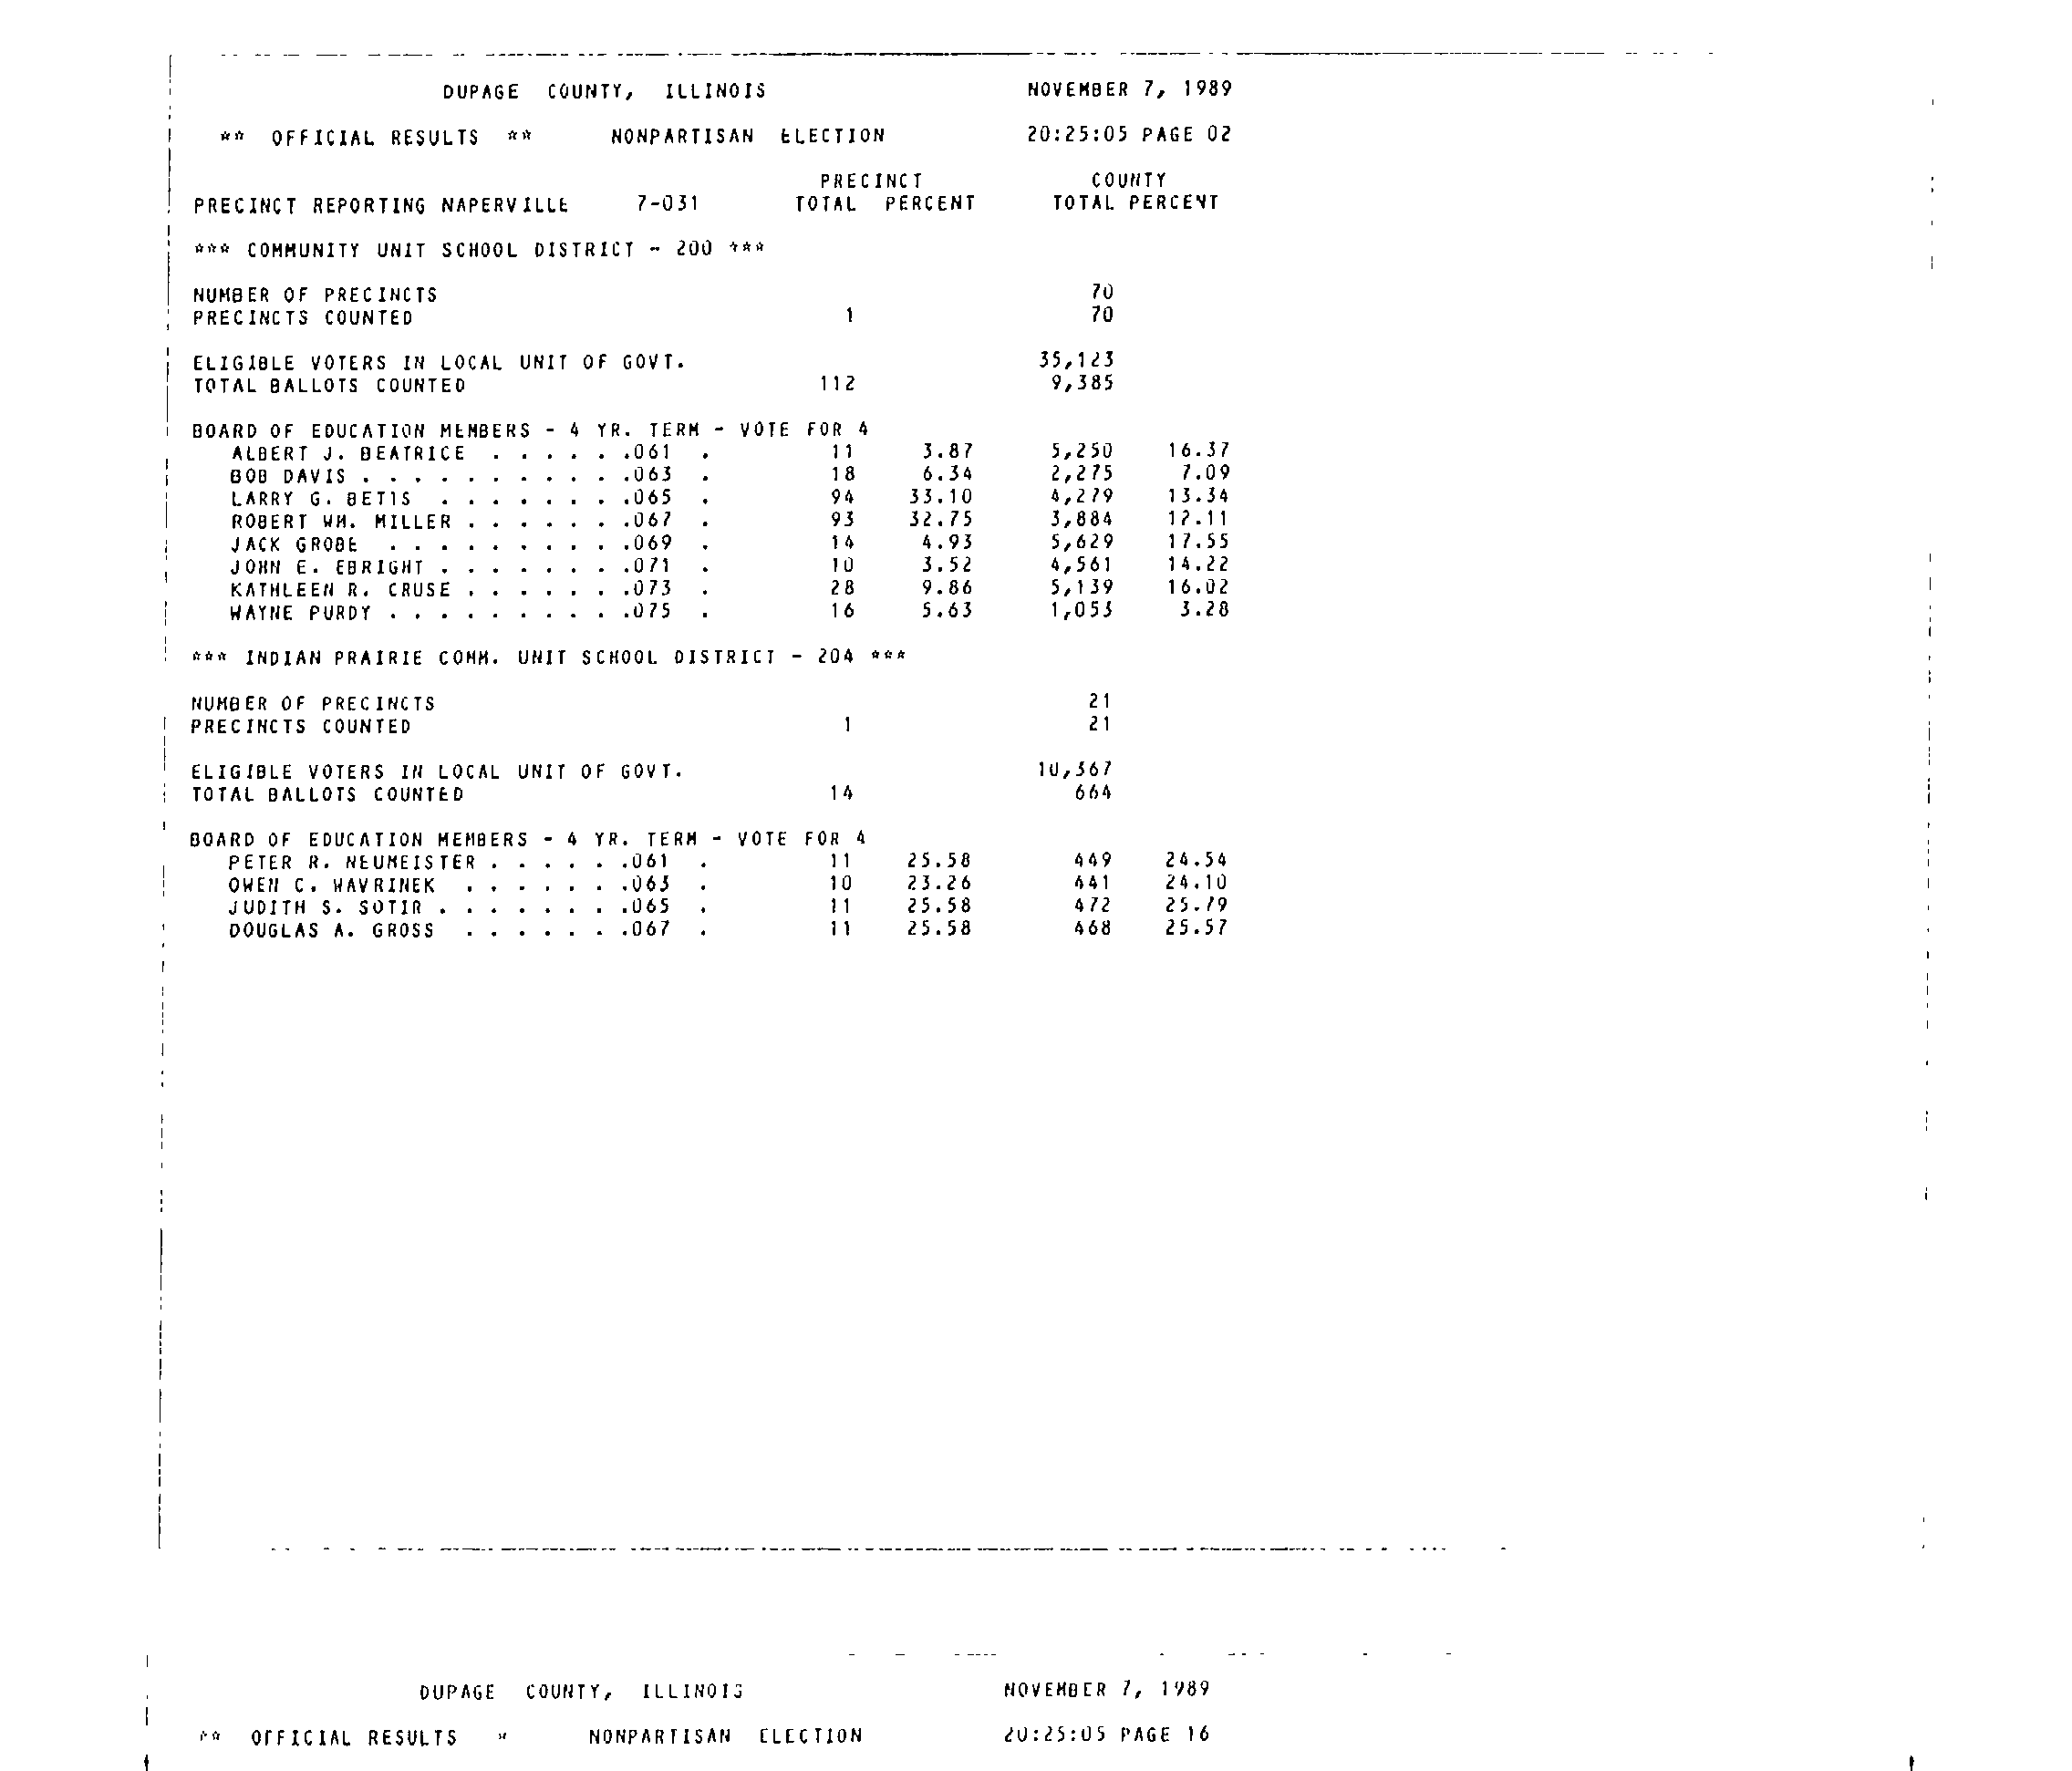 DUPAGE COUNTY, ILLINOIS NOVEMBER 7, 1989
** OFFICIAL RESULTS ** NONPARTISAN ELECTION 20:25:05 PAGE 02
PRECINCT COUNTY
PRECINCT REPORTING NAPERVILLE 7-031 TOTAL PERCENT TOTAL PERCENT
*** COMMUNITY UNIT SCHOOL DISTRICT - 200 ***
NUMBER OF PRECINCTS 70
PRECINCTS COUNTED 1 70
ELIGIBLE VOTERS IN LOCAL UNIT OF GOVT. 35,123
TOTAL BALLOTS COUNTED 112 9,385
BOARD OF EDUCATION MEMBERS - 4 YR. TERM - VOTE FOR 4
ALBERT J. BEATRICE . . . . . .061 . 11 3.87 5,250 16.37
BOB DAVIS . . . . . . . . . . .063 . 18 6.34 2,275 7.09
LARRY G. BETTS . . . . . . . .065 . 94 33.10 4,279 13.34
ROBERT WM. MILLER . . . . . . .067 . 93 32.75 3,884 12.11
JACK GROBE . . . . . . . . . .069 . 14 4.93 5,629 17.55
JOHN E. EBRIGHT . . . . . . . .071 . 10 3.52 4,561 14.22
KATHLEEN R. CRUSE . . . . . . .073 . 28 9.86 5,139 16.02
WAYNE PURDY . . . . . . . . . .075 . 16 5.63 1,053 3.28
*** INDIAN PRAIRIE COMM. UNIT SCHOOL DISTRICT - 204 ***
NUMBER OF PRECINCTS 21
PRECINCTS COUNTED 1 21
ELIGIBLE VOTERS IN LOCAL UNIT OF GOVT. 10,367
TOTAL BALLOTS COUNTED 14 664
BOARD OF EDUCATION MEMBERS - 4 YR. TERM - VOTE FOR 4
PETER R. NEUMEISTER . . . . . .061 . 11 25.58 449 24.54
OWEN C. WAVRINEK . . . . . . .063 . 10 23.26 441 24.10
JUDITH S. SOTIR . . . . . . . .065 . 11 25.58 472 25.79
DOUGLAS A. GROSS . . . . . . .067 . 11 25.58 468 25.57
DUPAGE COUNTY, ILLINOIS NOVEMBER 7, 1989
** OFFICIAL RESULTS * NONPARTISAN ELECTION 20:25:05 PAGE 16